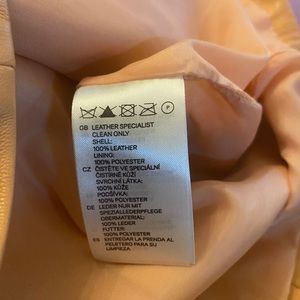 GB LEATHER SPECIALIST
CLEAN ONLY
SHELL:
100% LEATHER
LINING:
100% POLYESTER
CZ ČISTĚTE VE SPECIÁLNÍ
ČISTÍRNĚ KŮŽÍ
SVRCHNÍ LÁTKA:
100% KŮŽE
PODŠÍVKA:
100% POLYESTER
DE LEDER NUR MIT
SPEZIALLEDERPFLEGE
OBERMATERIAL:
100% LEDER
FUTTER:
100% POLYESTER
ES ENTREGAR LA PRENDA AL
PELETERO PARA SU
LIMPIEZA